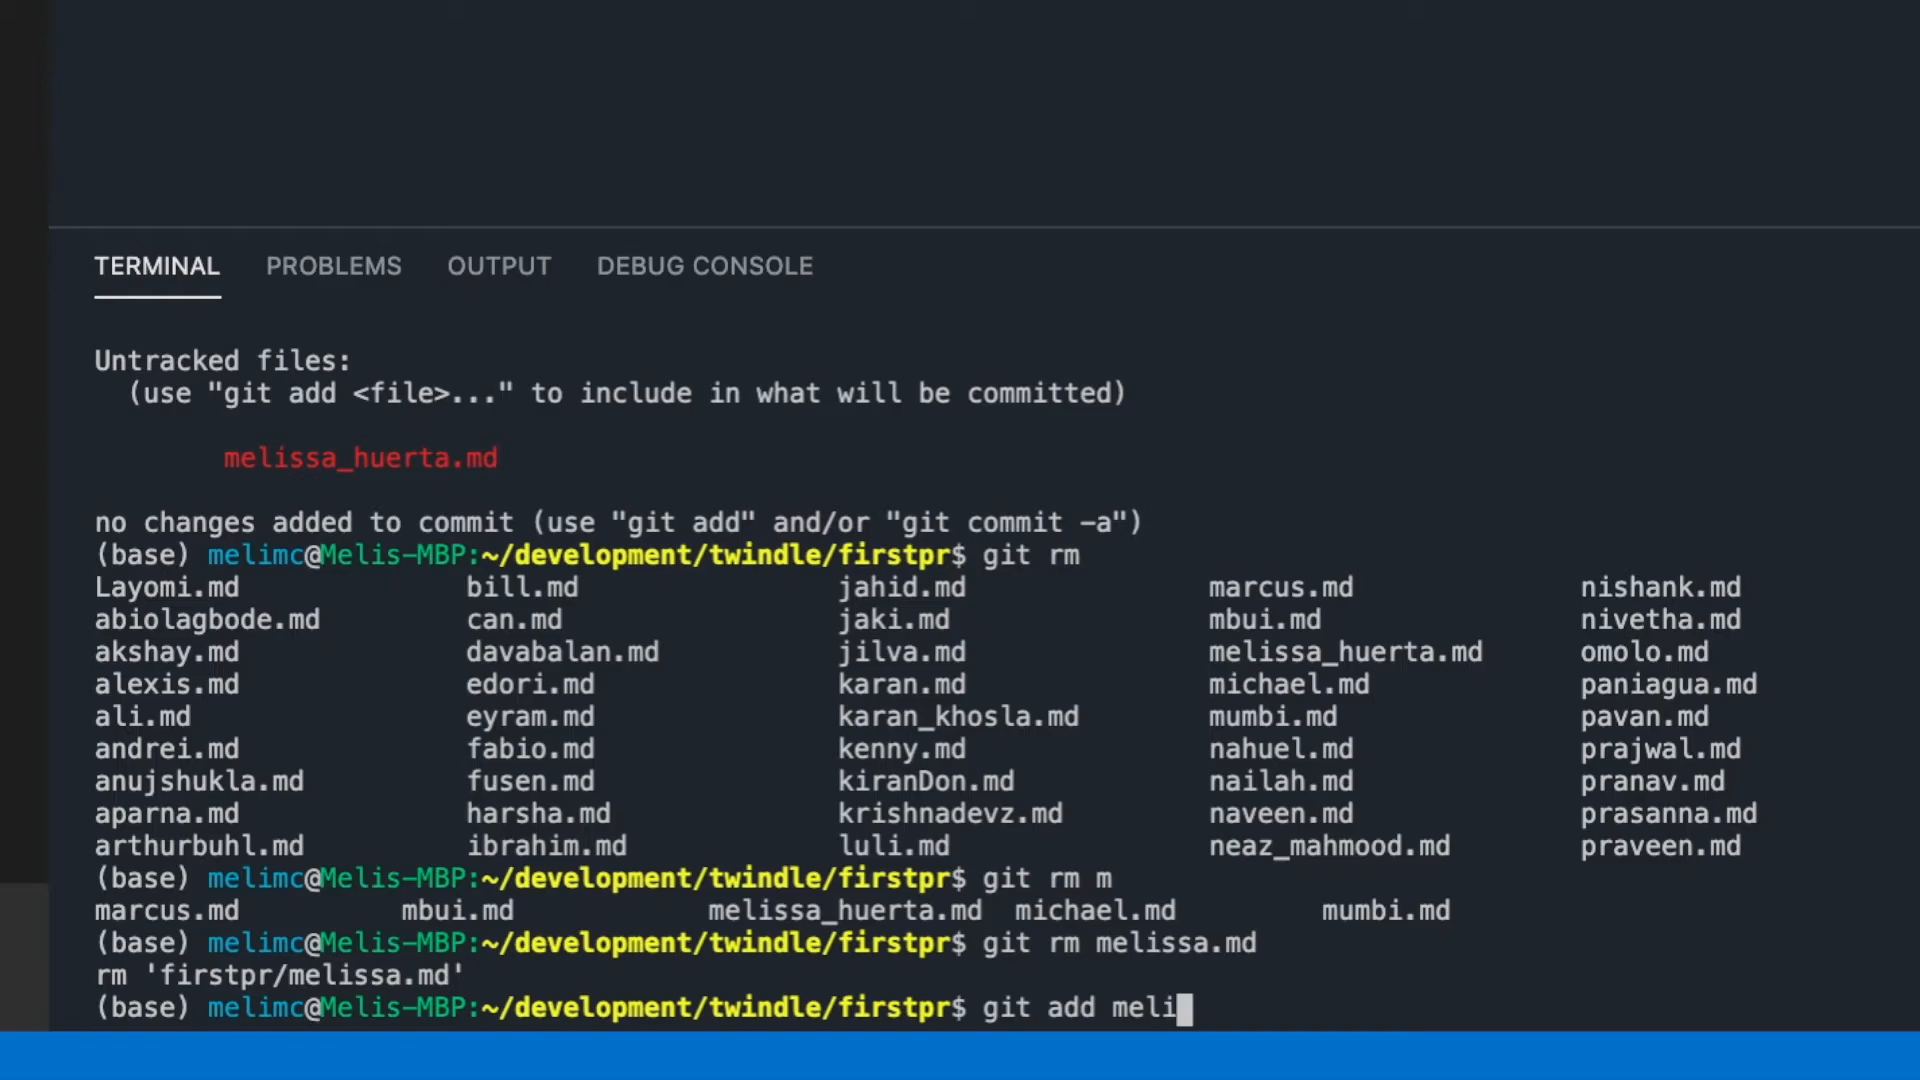 TERMINAL PROBLEMS OUTPUT DEBUG CONSOLE
Untracked files:
(use "git add <file>..." to include in what will be committed)
melissa_huerta.md
no changes added to commit (use "git add" and/or "git commit -a")
(base) melimc@Melis-MBP:~/development/twindle/firstpr$ git rm
Layomi.md bill.md jahid.md marcus.md nishank.md
abiolagbode.md can.md jaki.md mbui.md nivetha.md
akshay.md davabalan.md jilva.md melissa_huerta.md omolo.md
alexis.md edori.md karan.md michael.md paniagua.md
ali.md eyram.md karan_khosla.md mumbi.md pavan.md
andrei.md fabio.md kenny.md nahuel.md prajwal.md
anujshukla.md fusen.md kiranDon.md nailah.md pranav.md
aparna.md harsha.md krishnadevz.md naveen.md prasanna.md
arthurbuhl.md ibrahim.md luli.md neaz_mahmood.md praveen.md
(base) melimc@Melis-MBP:~/development/twindle/firstpr$ git rm m
marcus.md mbui.md melissa_huerta.md michael.md mumbi.md
(base) melimc@Melis-MBP:~/development/twindle/firstpr$ git rm melissa.md
rm 'firstpr/melissa.md'
(base) melimc@Melis-MBP:~/development/twindle/firstpr$ git add meli